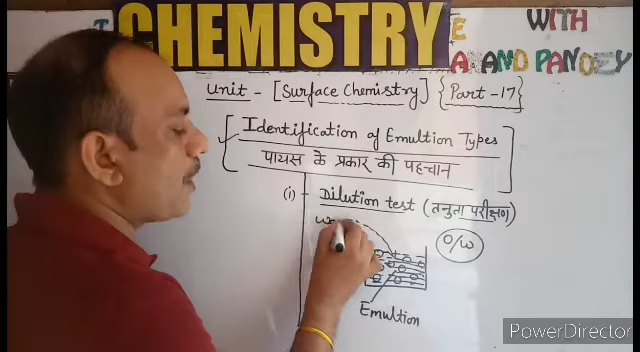 CHEMISTRY WITH
ANAND PANDEY
Unit - [Surface Chemistry] {Part-17}
[Identification of Emultion Types
पायस के प्रकार की पहचान]
(i) Dilution test (तनुता परीक्षण)
O/W
Emultion
PowerDirector